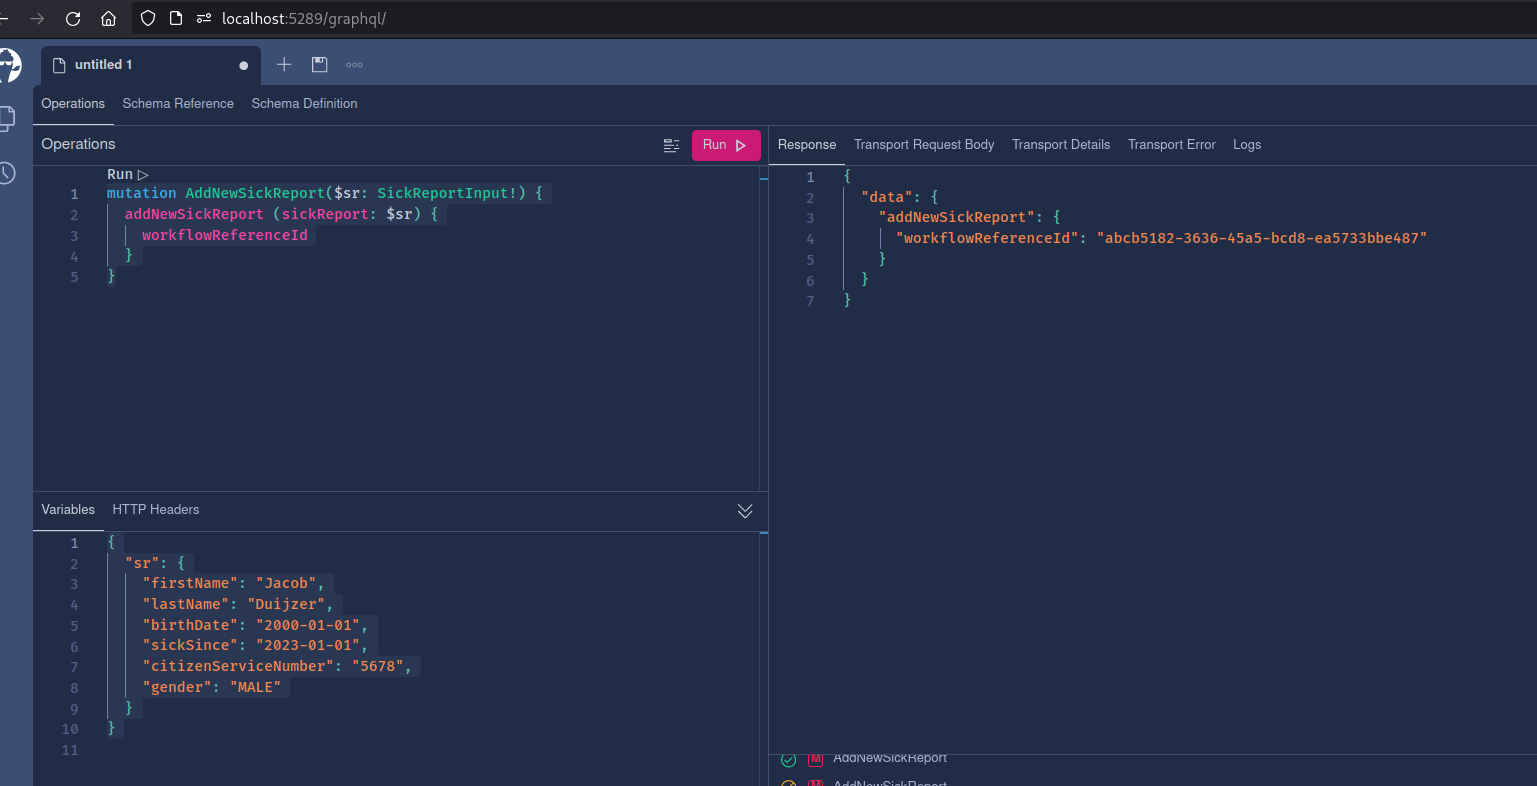 localhost:5289/graphql/
untitled 1
Operations Schema Reference Schema Definition
Operations
Run
Run
1 mutation AddNewSickReport($sr: SickReportInput!) {
2 addNewSickReport (sickReport: $sr) {
3 workflowReferenceId
4 }
5 }
Variables HTTP Headers
1 {
2 "sr": {
3 "firstName": "Jacob",
4 "lastName": "Duijzer",
5 "birthDate": "2000-01-01",
6 "sickSince": "2023-01-01",
7 "citizenServiceNumber": "5678",
8 "gender": "MALE"
9 }
10 }
11
Response Transport Request Body Transport Details Transport Error Logs
1 {
2 "data": {
3 "addNewSickReport": {
4 "workflowReferenceId": "abcb5182-3636-45a5-bcd8-ea5733bbe487"
5 }
6 }
7 }
M AddNewSickReport
M AddNewSickReport